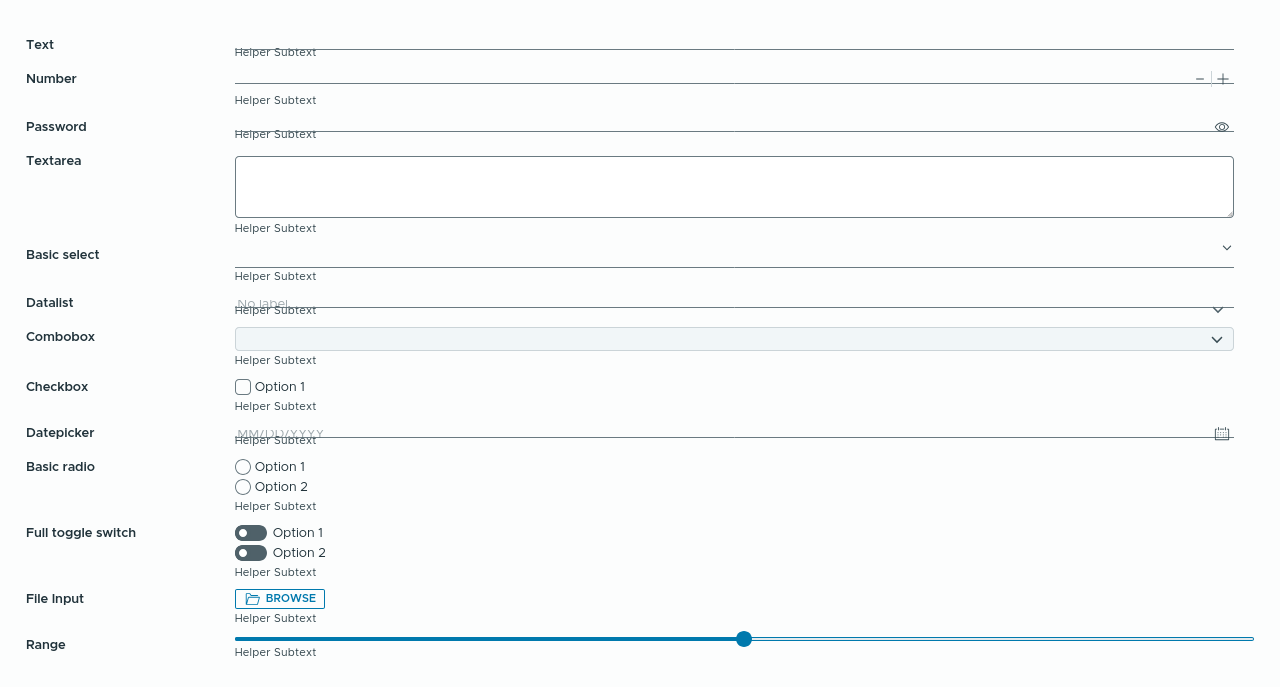 Text
Helper Subtext
Number
Helper Subtext
Password
Helper Subtext
Textarea
Helper Subtext
Basic select
Helper Subtext
Datalist No label
Helper Subtext
Combobox
Helper Subtext
Checkbox Option 1
Helper Subtext
Datepicker MM/DD/YYYY
Helper Subtext
Basic radio Option 1
Option 2
Helper Subtext
Full toggle switch Option 1
Option 2
Helper Subtext
File Input BROWSE
Helper Subtext
Range
Helper Subtext